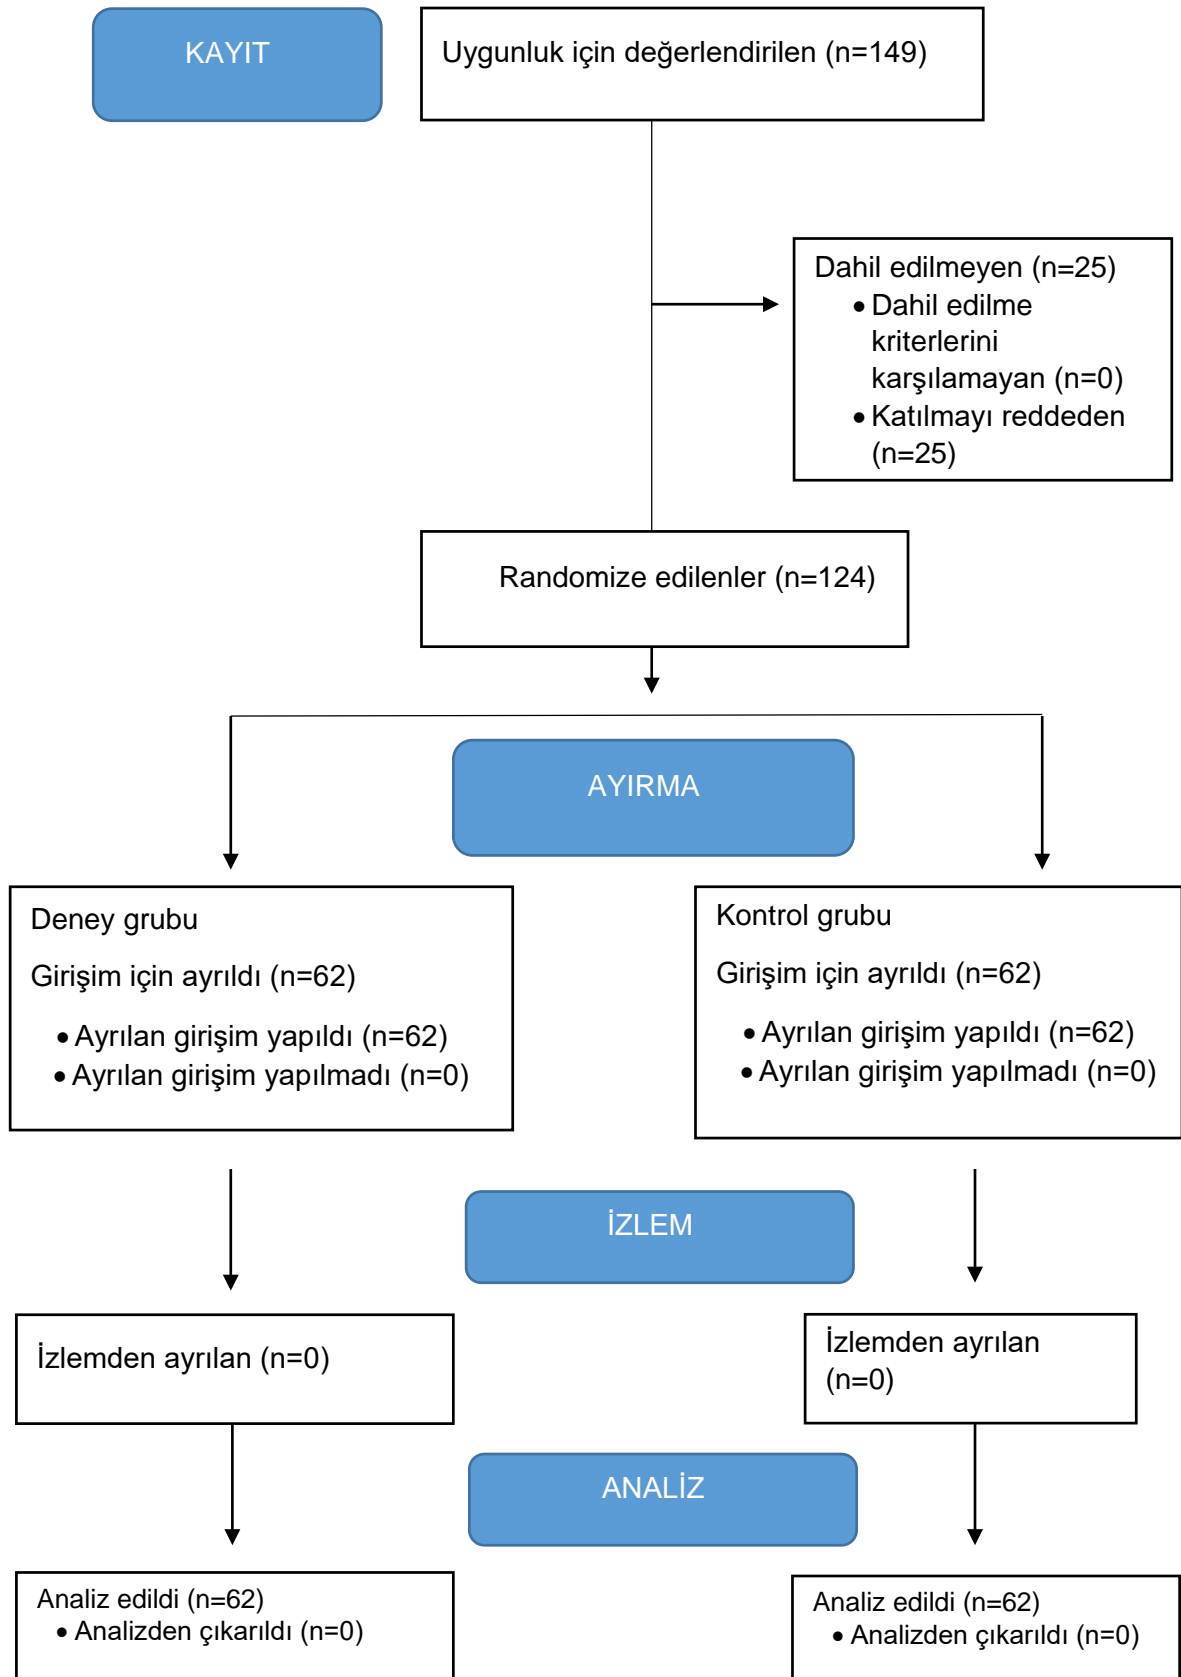 KAYIT
Uygunluk için değerlendirilen (n=149)
Dahil edilmeyen (n=25)
• Dahil edilme
kriterlerini
karşılamayan (n=0)
• Katılmayı reddeden
(n=25)
Randomize edilenler (n=124)
AYIRMA
Deney grubu
Girişim için ayrıldı (n=62)
• Ayrılan girişim yapıldı (n=62)
• Ayrılan girişim yapılmadı (n=0)
Kontrol grubu
Girişim için ayrıldı (n=62)
• Ayrılan girişim yapıldı (n=62)
• Ayrılan girişim yapılmadı (n=0)
İZLEM
İzlemden ayrılan (n=0)
İzlemden ayrılan
(n=0)
ANALİZ
Analiz edildi (n=62)
• Analizden çıkarıldı (n=0)
Analiz edildi (n=62)
• Analizden çıkarıldı (n=0)